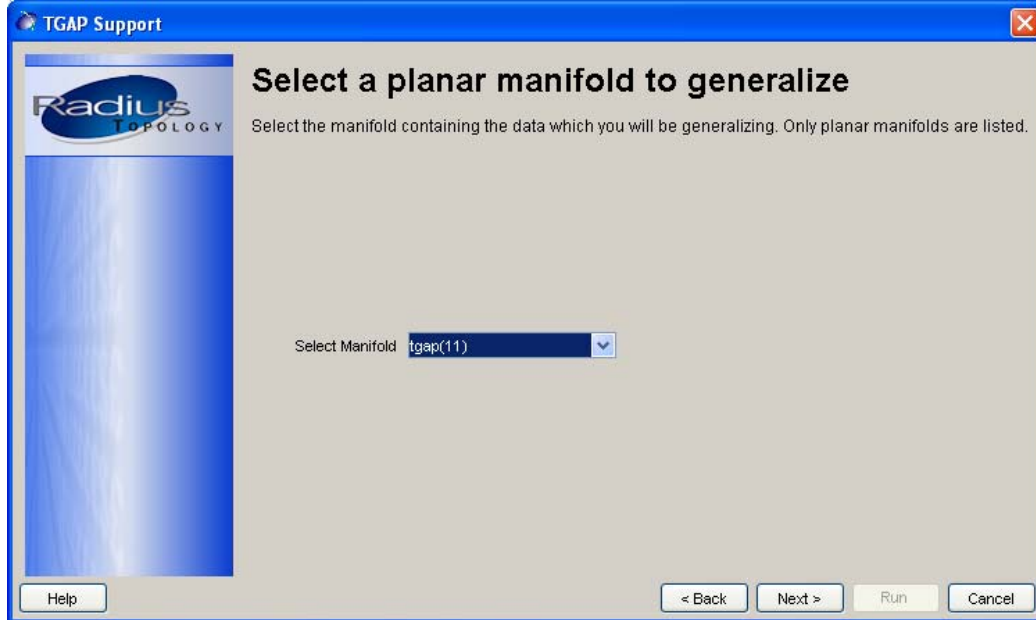 TGAP Support
Radius
TOPOLOGY
Select a planar manifold to generalize
Select the manifold containing the data which you will be generalizing. Only planar manifolds are listed.
Select Manifold tgap(11)
Help < Back Next > Run Cancel